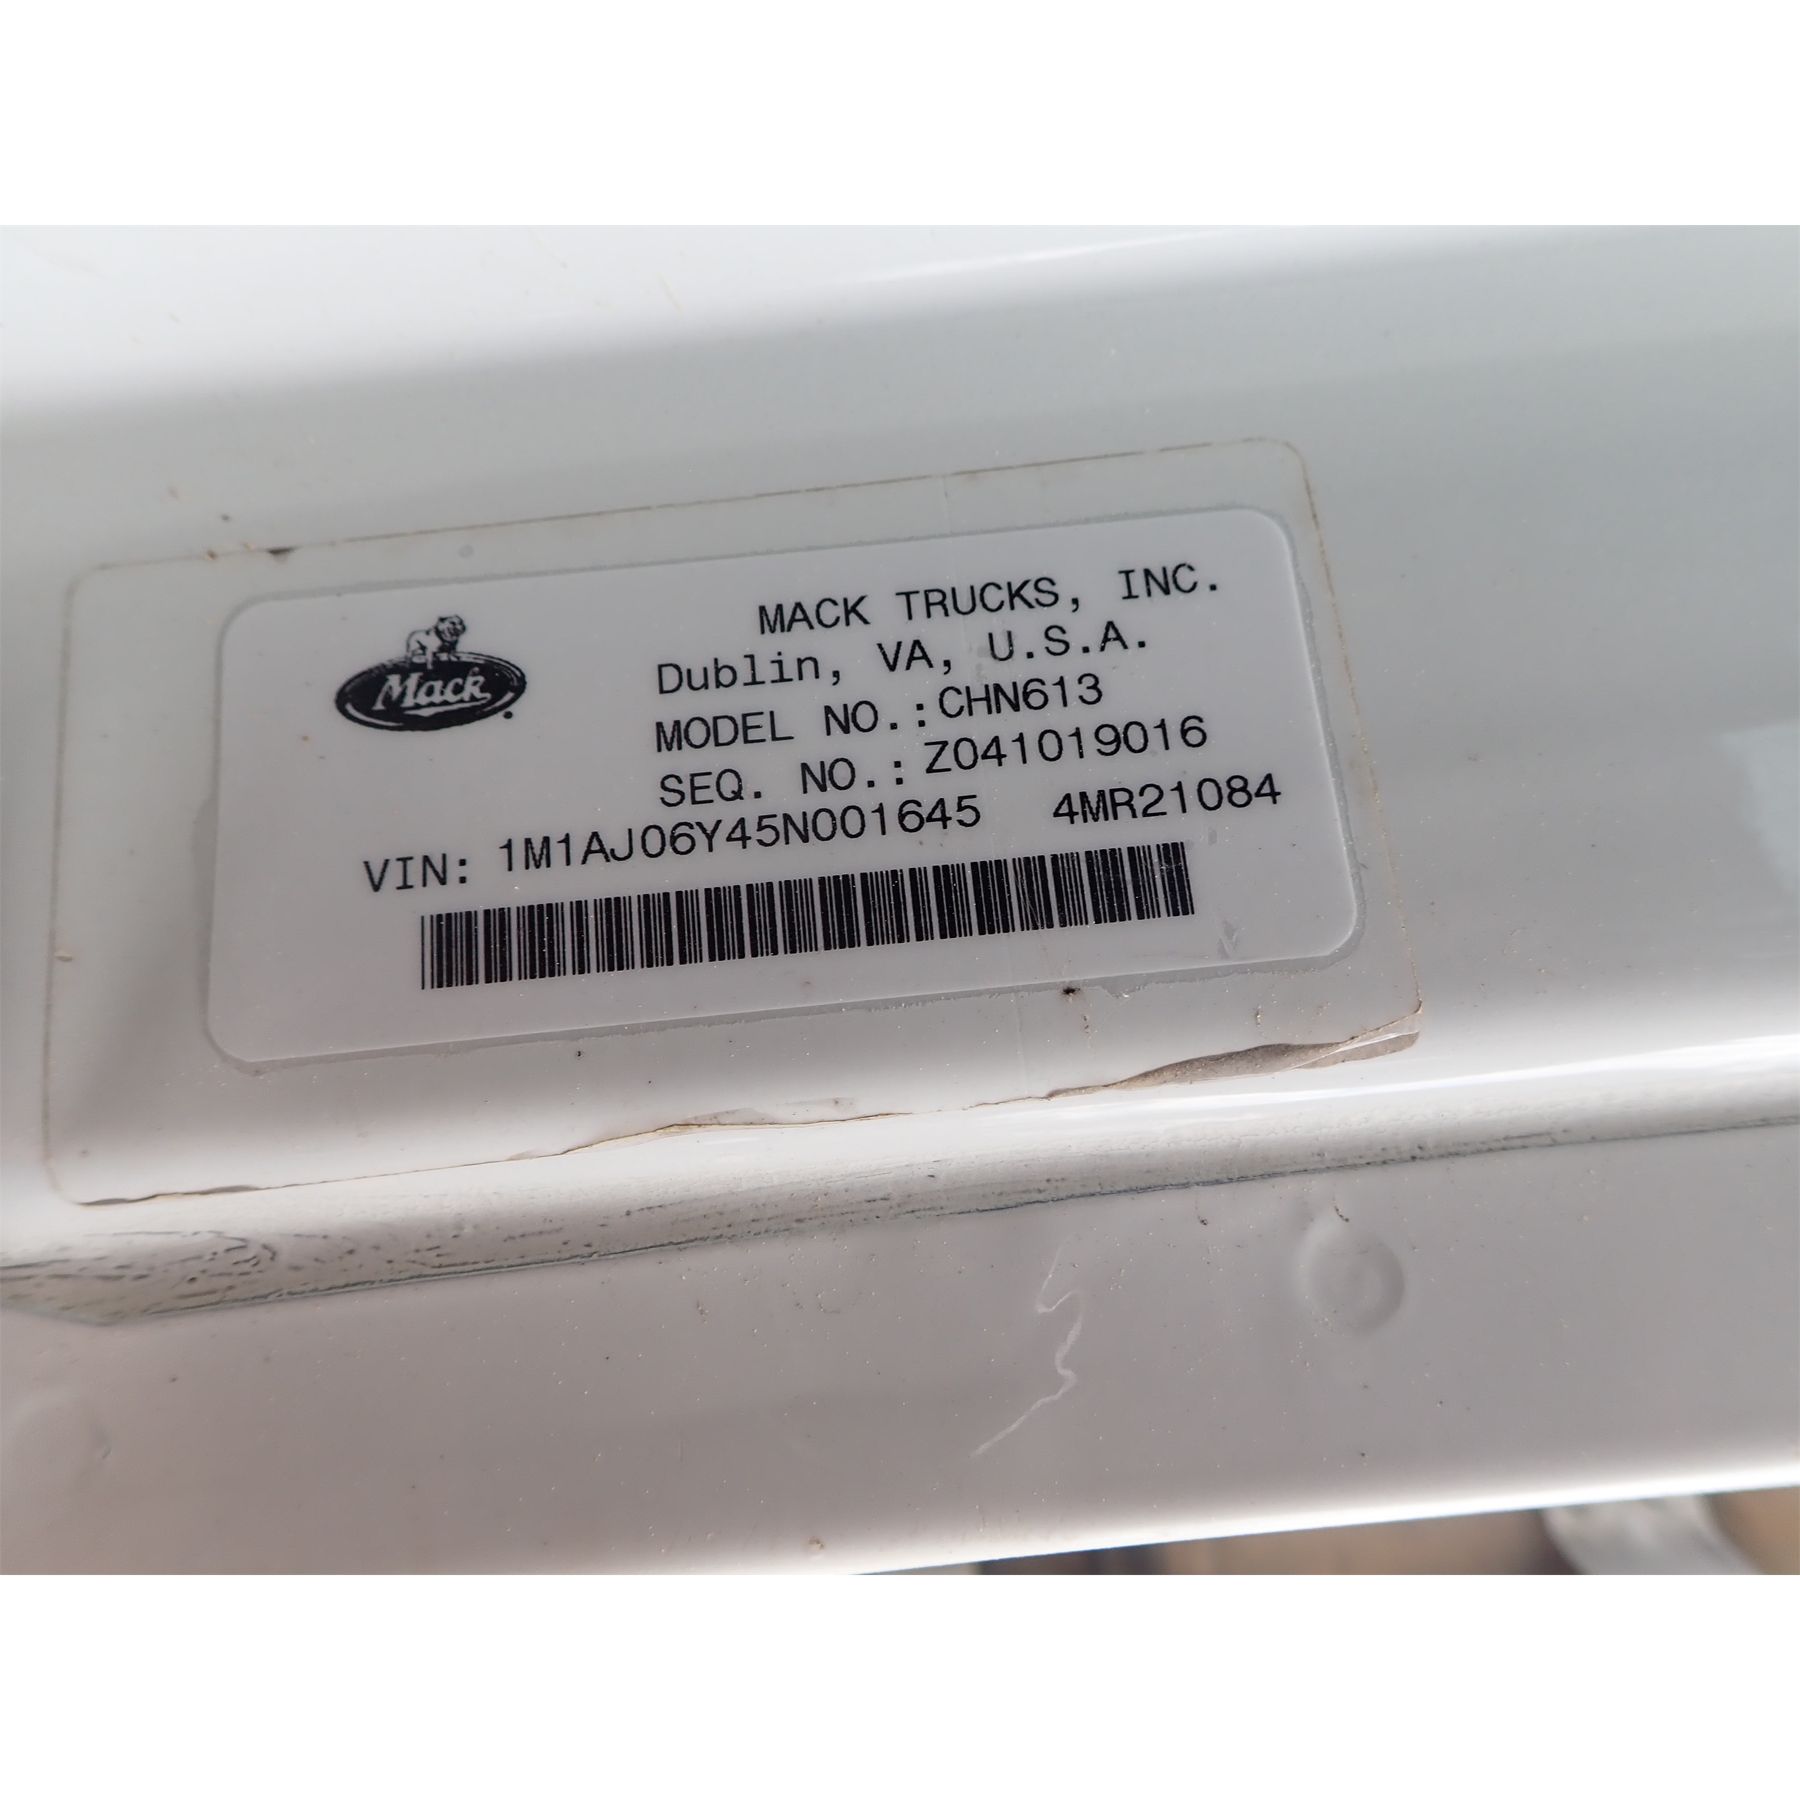 Mack
MACK TRUCKS, INC.
Dublin, VA, U.S.A.
MODEL NO.:CHN613
SEQ. NO.:Z041019016
VIN: 1M1AJ06Y45N001645 4MR21084